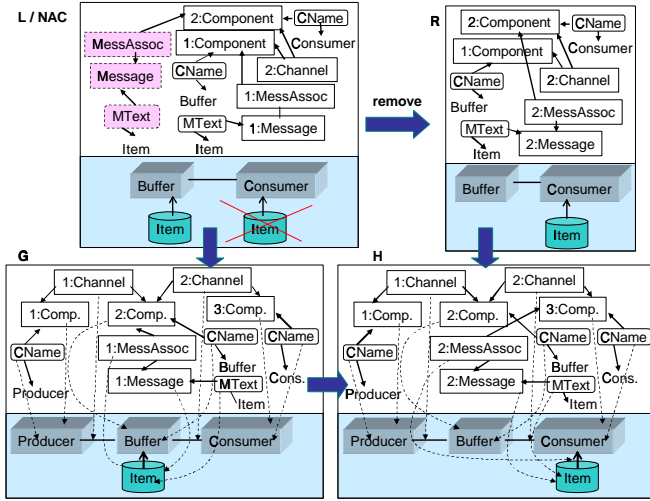 L / NAC
MessAssoc
Message
MText
Item
2:Component
CName
Consumer
1:Component
CName
Buffer
2:Channel
1:MessAssoc
MText
1:Message
Item
Buffer
Consumer
Item
Item
remove
R
2:Component
CName
Consumer
1:Component
CName
2:Channel
Buffer
2:MessAssoc
MText
2:Message
Item
Buffer
Consumer
Item
G
1:Channel
2:Channel
1:Comp.
2:Comp.
3:Comp.
CName
CName
CName
1:MessAssoc
Buffer
Cons.
1:Message
MText
Producer
Item
Producer
Buffer
Consumer
Item
H
1:Channel
2:Channel
1:Comp.
2:Comp.
3:Comp.
CName
CName
CName
2:MessAssoc
Buffer
Cons.
2:Message
MText
Producer
Item
Producer
Buffer
Consumer
Item